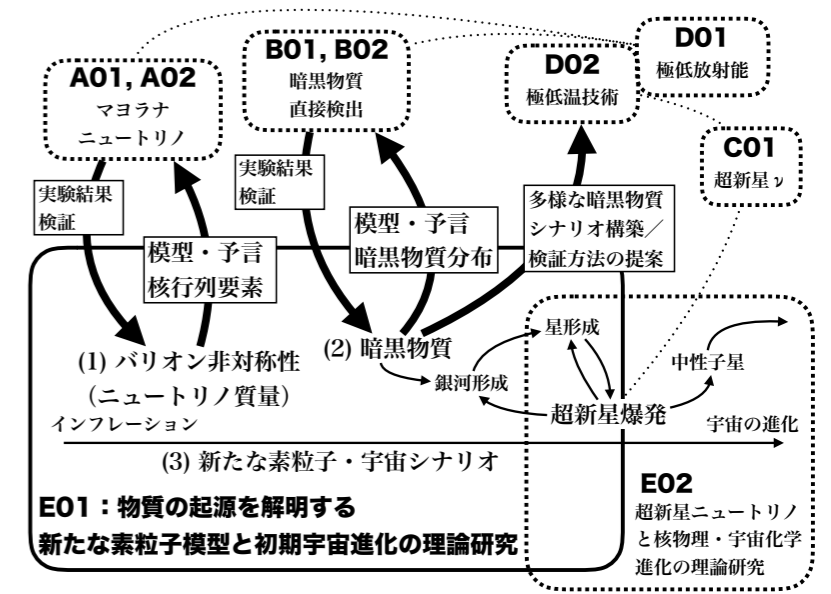 A01, A02
マヨラナ
ニュートリノ
B01, B02
暗黒物質
直接検出
D02
極低温技術
D01
極低放射能
C01
超新星ν
実験結果
検証
実験結果
検証
模型・予言
核行列要素
模型・予言
暗黒物質分布
多様な暗黒物質
シナリオ構築／
検証方法の提案
(1) バリオン非対称性
（ニュートリノ質量）
(2) 暗黒物質
星形成
銀河形成
中性子星
超新星爆発
インフレーション
宇宙の進化
(3) 新たな素粒子・宇宙シナリオ
E01：物質の起源を解明する
新たな素粒子模型と初期宇宙進化の理論研究
E02
超新星ニュートリノ
と核物理・宇宙化学
進化の理論研究